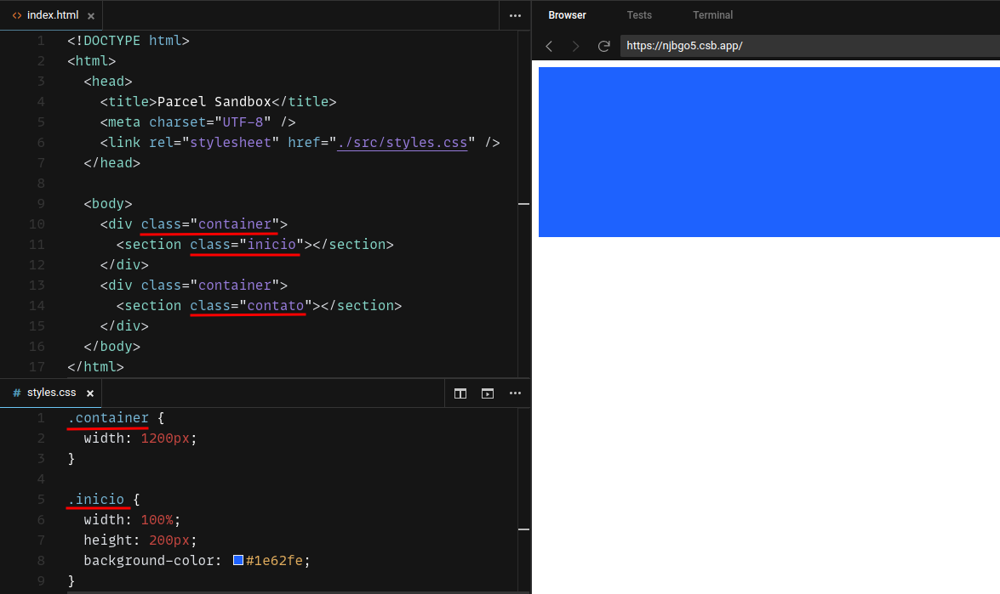 <> index.html ×
1 <!DOCTYPE html>
2 <html>
3   <head>
4     <title>Parcel Sandbox</title>
5     <meta charset="UTF-8" />
6     <link rel="stylesheet" href="./src/styles.css" />
7   </head>
8
9   <body>
10     <div class="container">
11       <section class="inicio"></section>
12     </div>
13     <div class="container">
14       <section class="contato"></section>
15     </div>
16   </body>
17 </html>
# styles.css ×
1 .container {
2   width: 1200px;
3 }
4
5 .inicio {
6   width: 100%;
7   height: 200px;
8   background-color: #1e62fe;
9 }
Browser Tests Terminal
https://njbgo5.csb.app/